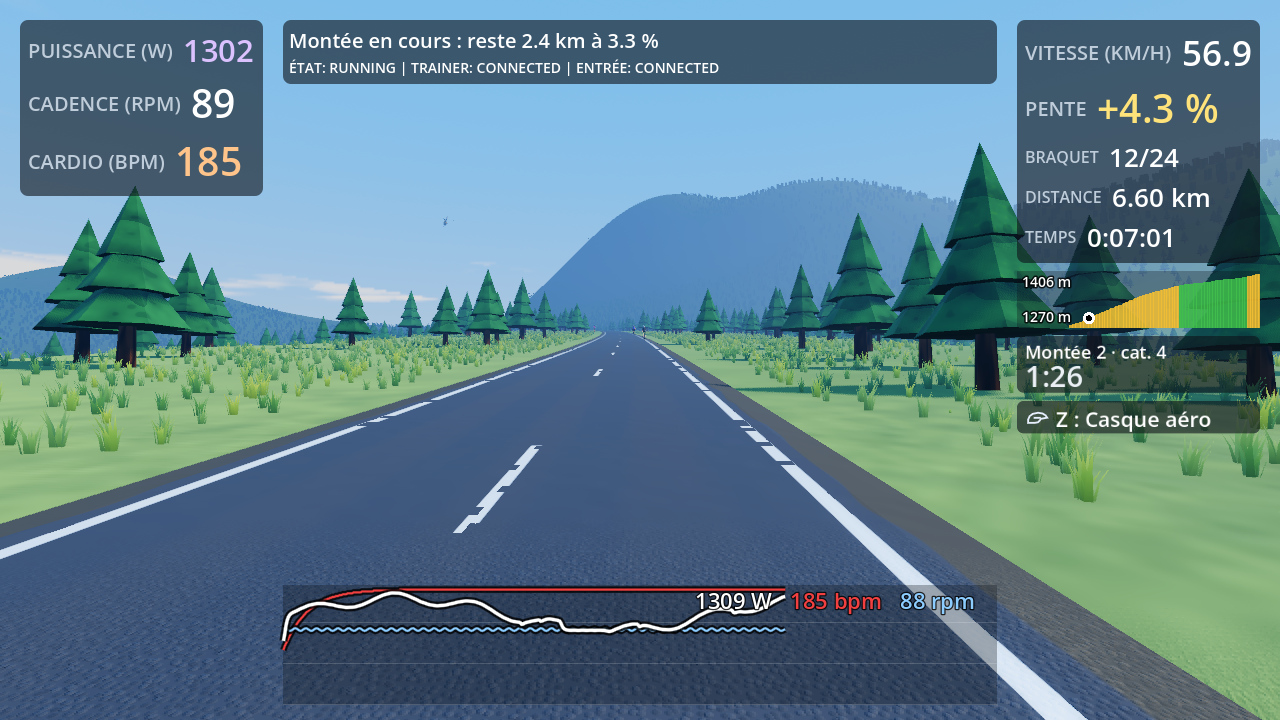 PUISSANCE (W) 1302
CADENCE (RPM) 89
CARDIO (BPM) 185
Montée en cours : reste 2.4 km à 3.3 %
ÉTAT: RUNNING | TRAINER: CONNECTED | ENTRÉE: CONNECTED
VITESSE (KM/H) 56.9
PENTE +4.3 %
BRAQUET 12/24
DISTANCE 6.60 km
TEMPS 0:07:01
1406 m
1270 m
Montée 2 · cat. 4
1:26
Z : Casque aéro
1309 W 185 bpm 88 rpm